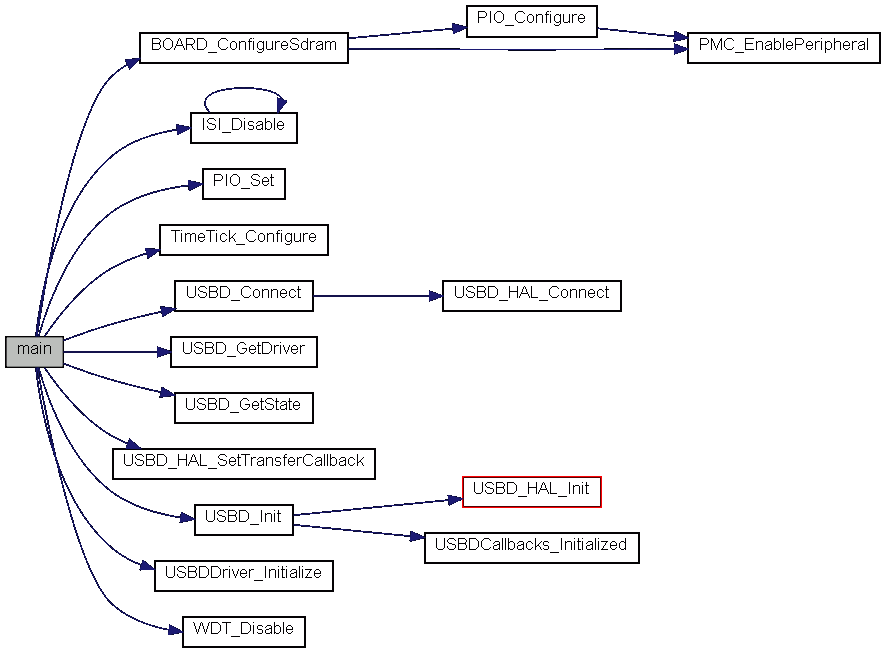 PIO_Configure
BOARD_ConfigureSdram
PMC_EnablePeripheral
ISI_Disable
PIO_Set
TimeTick_Configure
USBD_Connect
USBD_HAL_Connect
main
USBD_GetDriver
USBD_GetState
USBD_HAL_SetTransferCallback
USBD_HAL_Init
USBD_Init
USBDCallbacks_Initialized
USBDDriver_Initialize
WDT_Disable